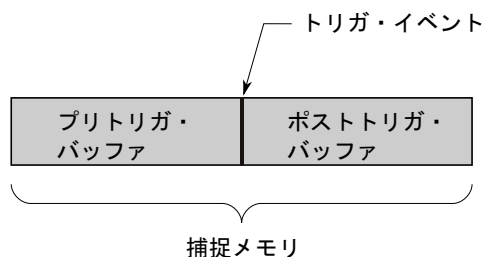 トリガ・イベント
プリトリガ・
バッファ
ポストトリガ・
バッファ
捕捉メモリ